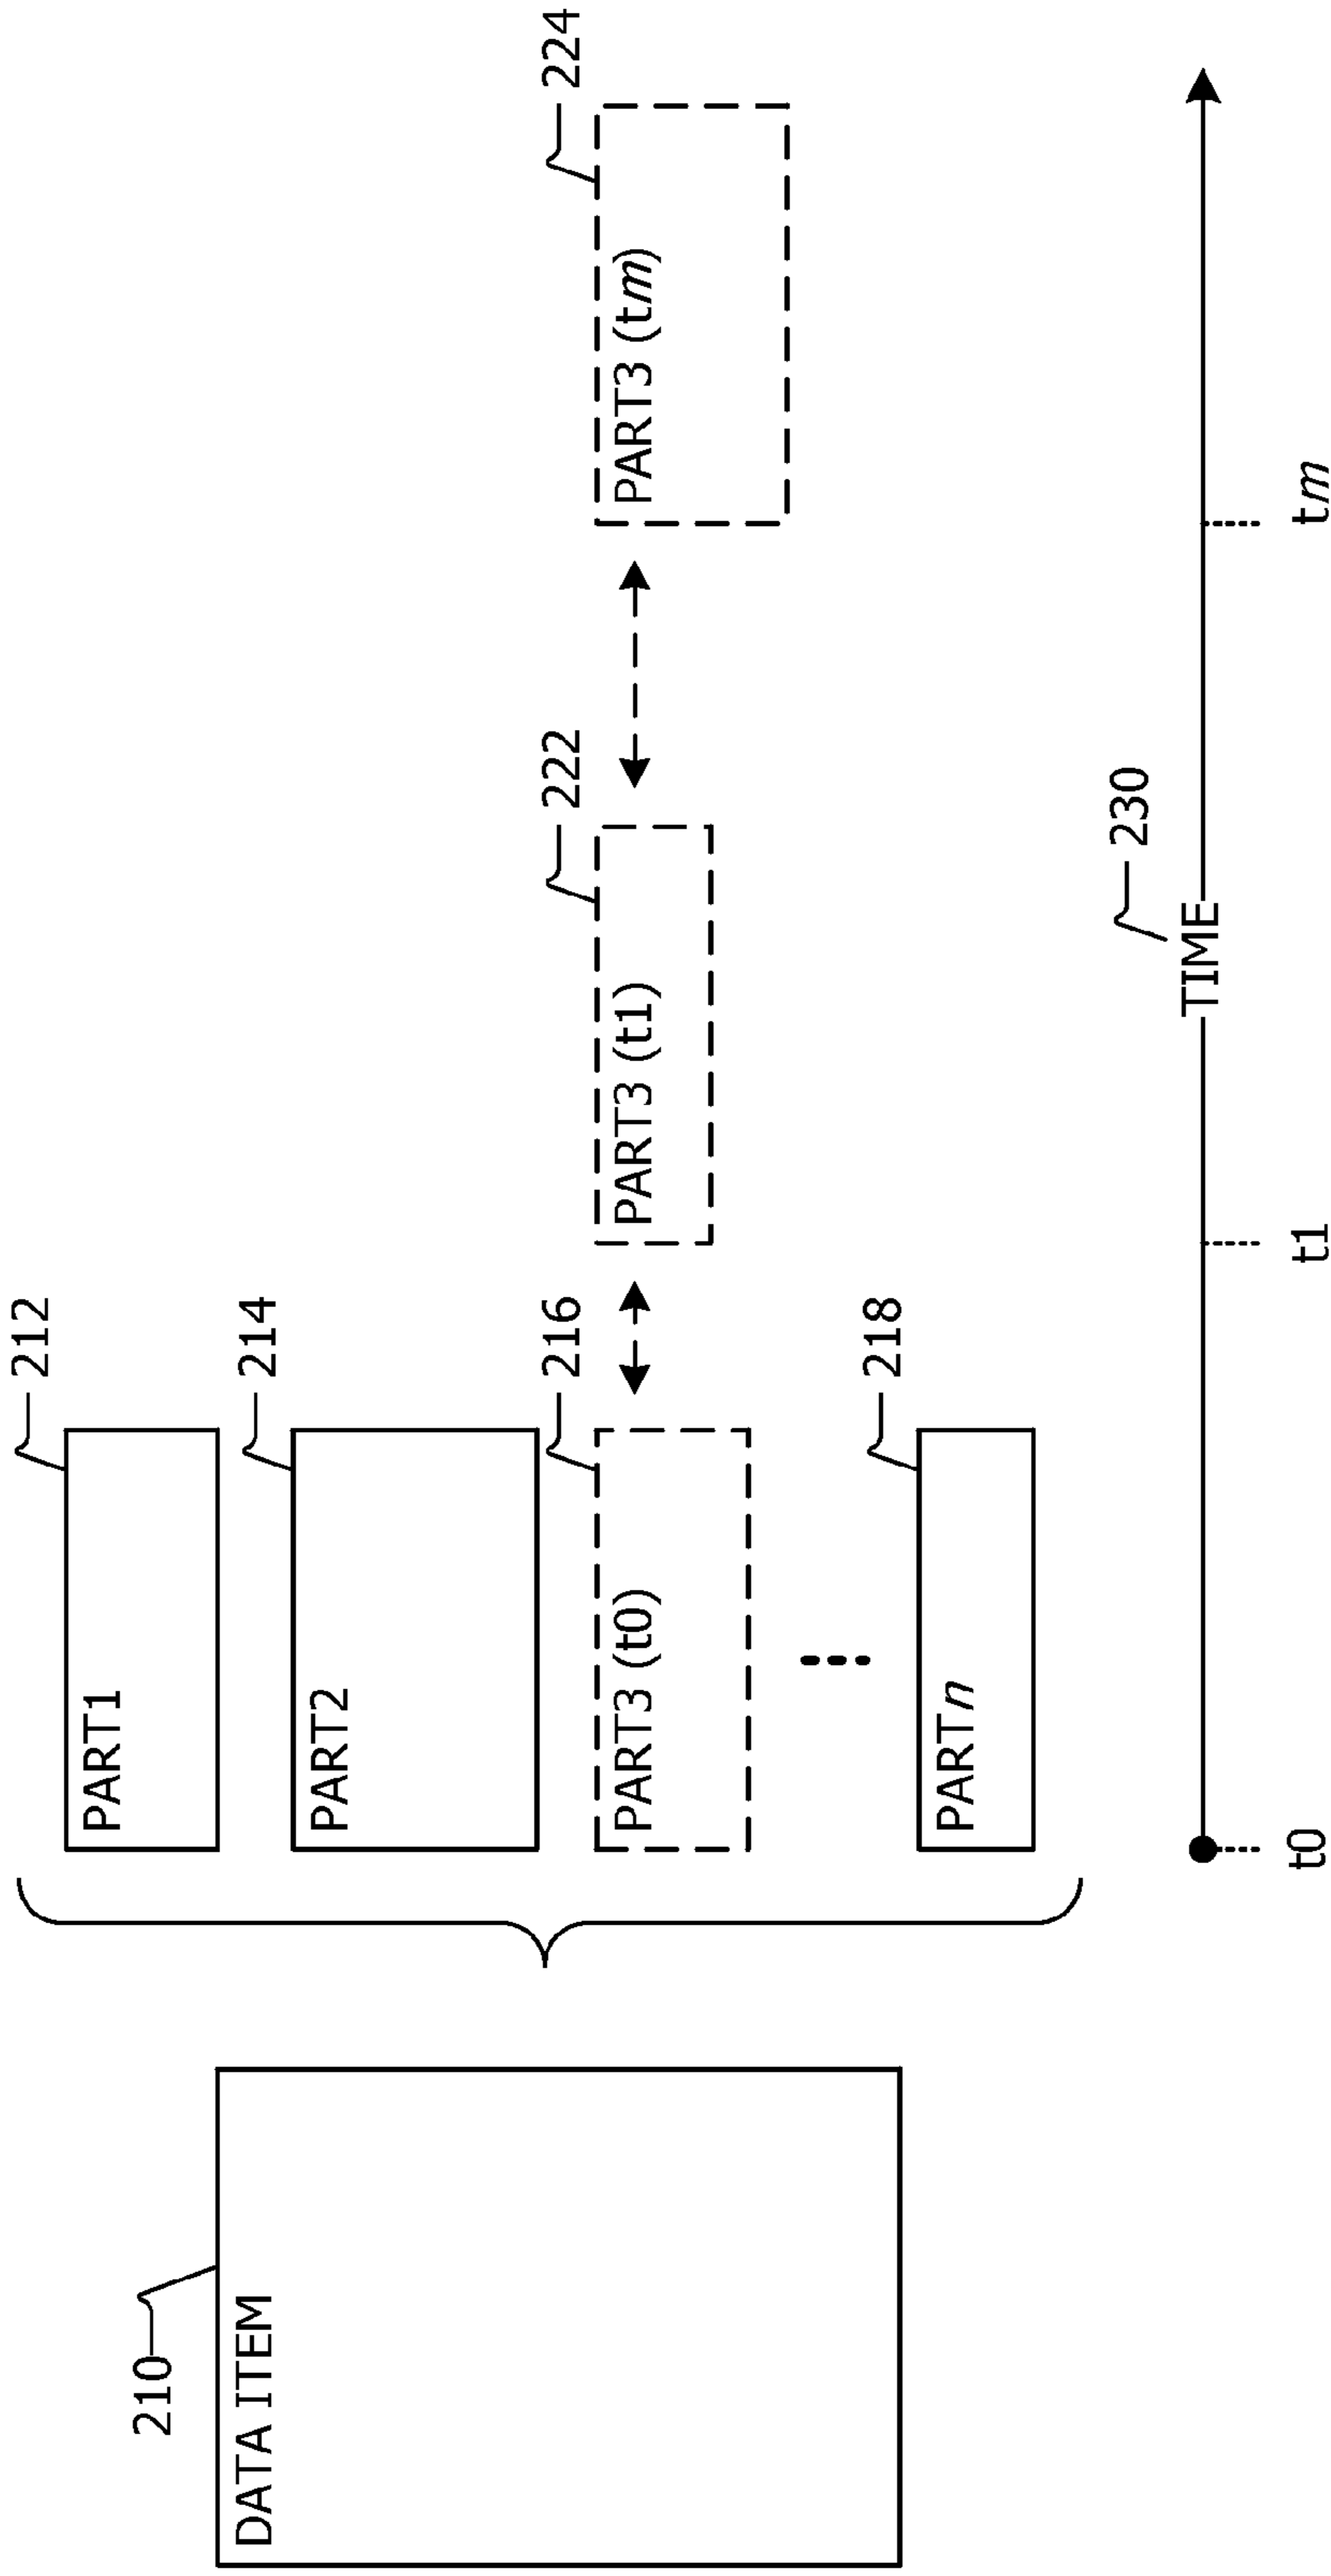 210
DATA ITEM
212
PART1
214
PART2
216
PART3 (t0)
222
PART3 (t1)
224
PART3 (tm)
218
PARTn
230
TIME
t0
t1
tm